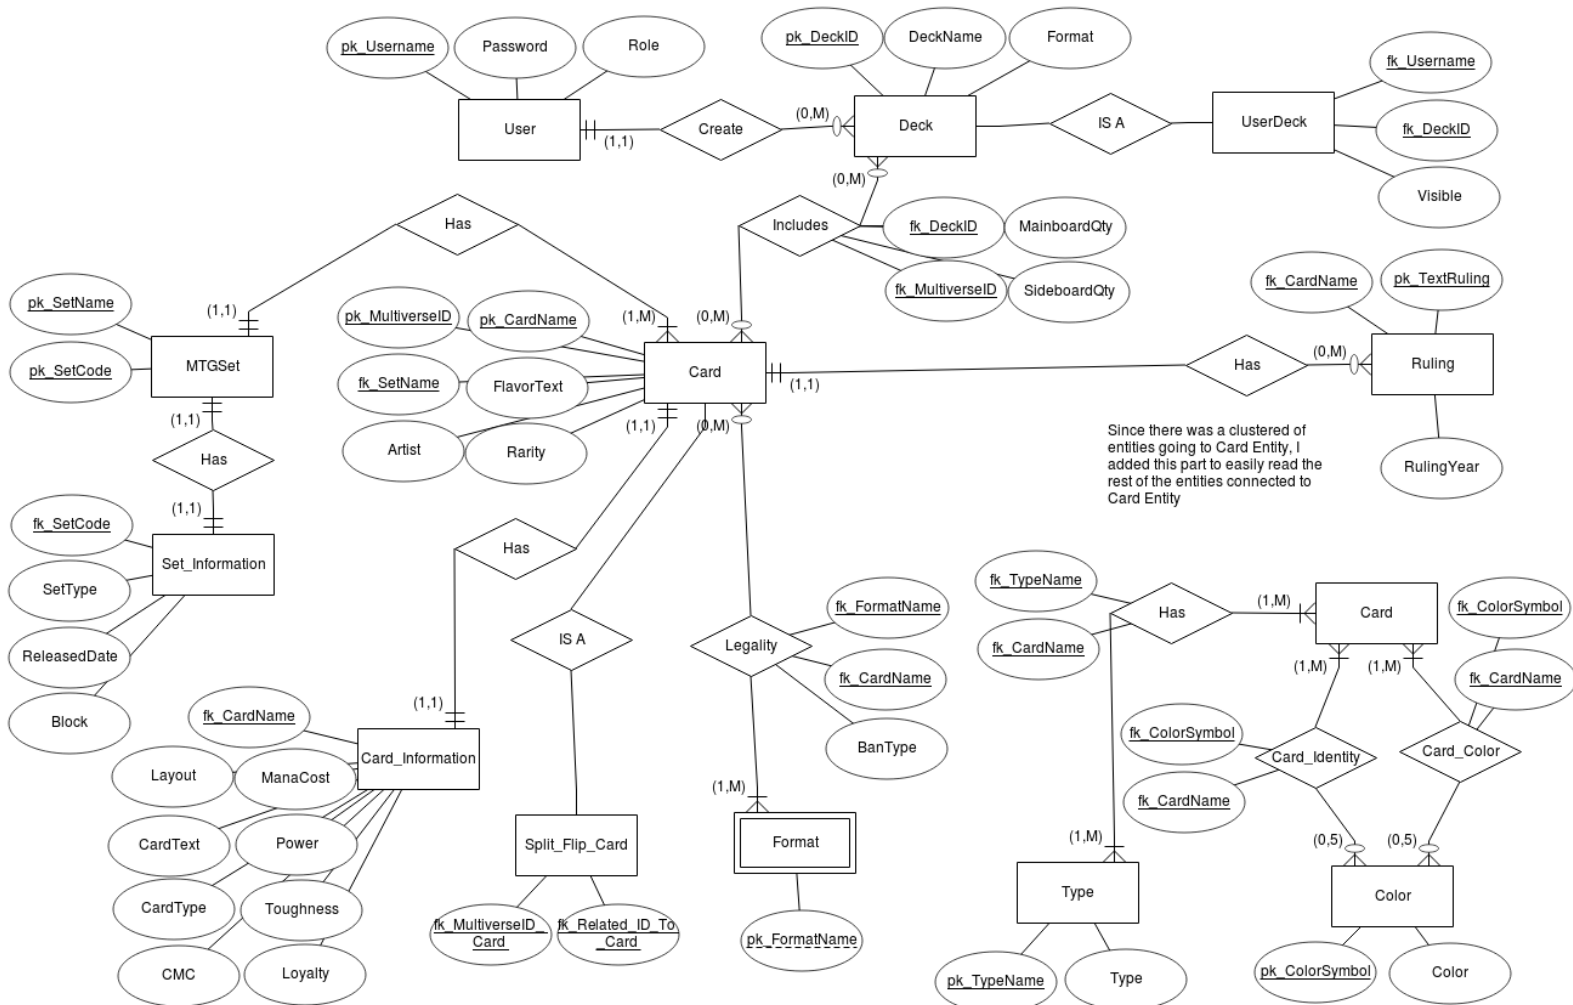 pk_Username
Password
Role
pk_DeckID
DeckName
Format
fk_Username
User
(1,1)
Create
(0,M)
Deck
IS A
UserDeck
fk_DeckID
Visible
(0,M)
Has
Includes
fk_DeckID
MainboardQty
fk_MultiverseID
SideboardQty
fk_CardName
pk_TextRuling
pk_SetName
(1,1)
pk_MultiverseID
pk_CardName
(1,M)
(0,M)
pk_SetCode
MTGSet
fk_SetName
FlavorText
Card
(1,1)
Has
(0,M)
Ruling
(1,1)
Artist
Rarity
(1,1)
(0,M)
Since there was a clustered of
entities going to Card Entity, I
added this part to easily read the
rest of the entities connected to
Card Entity
RulingYear
Has
(1,1)
fk_SetCode
Set_Information
SetType
ReleasedDate
Block
Has
IS A
Legality
fk_FormatName
fk_CardName
BanType
fk_TypeName
Has
(1,M)
Card
fk_ColorSymbol
fk_CardName
(1,M)
(1,M)
fk_CardName
fk_ColorSymbol
Card_Identity
Card_Color
fk_CardName
(1,1)
fk_CardName
Card_Information
Layout
ManaCost
CardText
Power
CardType
Toughness
CMC
Loyalty
Split_Flip_Card
fk_MultiverseID_
Card
fk_Related_ID_To
_Card
(1,M)
Format
pk_FormatName
(1,M)
Type
pk_TypeName
Type
(0,5)
(0,5)
Color
pk_ColorSymbol
Color